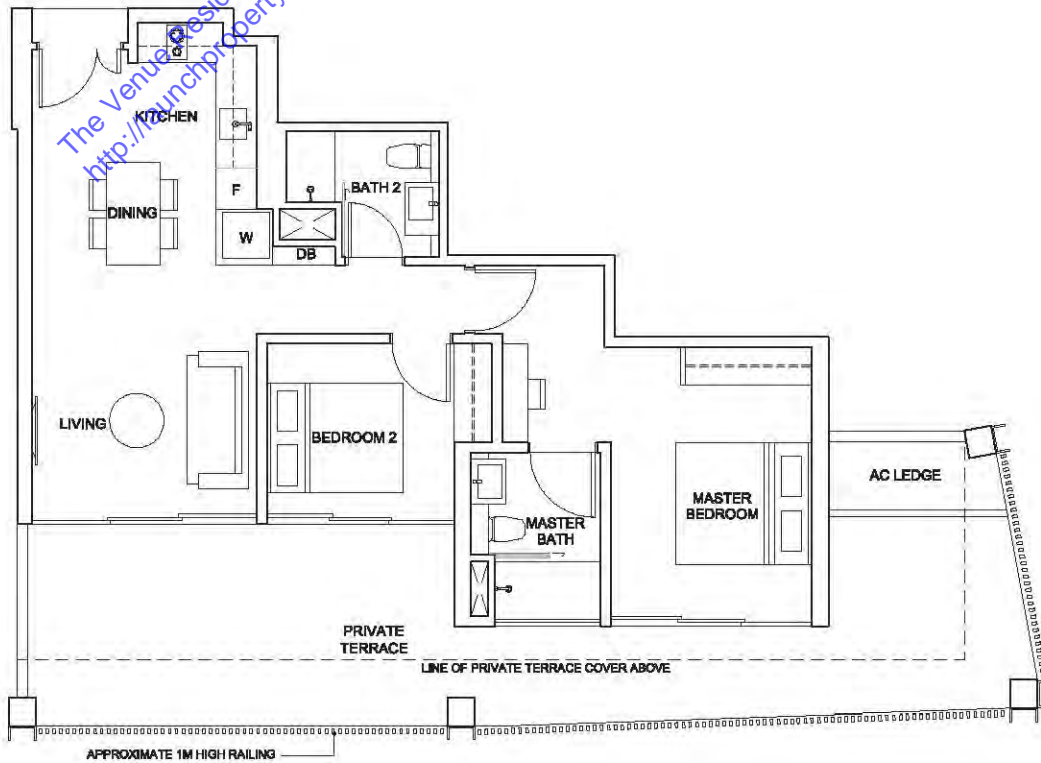 The Venue Resi
http://launchproperty
KITCHEN
DINING
F
W
DB
BATH 2
LIVING
BEDROOM 2
MASTER
BATH
MASTER
BEDROOM
AC LEDGE
PRIVATE
TERRACE
LINE OF PRIVATE TERRACE COVER ABOVE
APPROXIMATE 1M HIGH RAILING